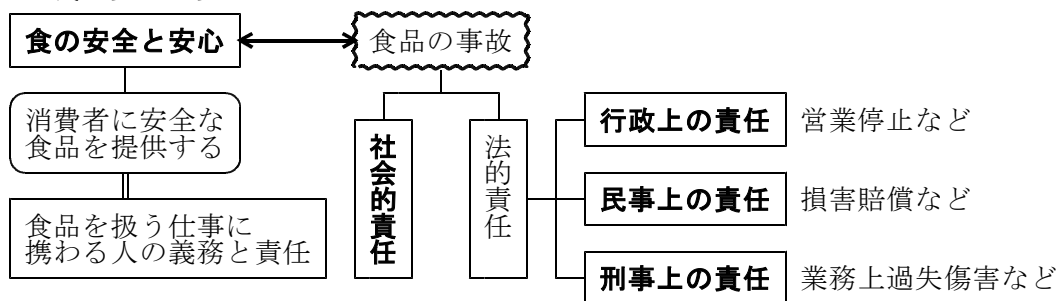 食の安全と安心
食品の事故
消費者に安全な
食品を提供する
食品を扱う仕事に
携わる人の義務と責任
社会的責任
法的責任
行政上の責任 営業停止など
民事上の責任 損害賠償など
刑事上の責任 業務上過失傷害など